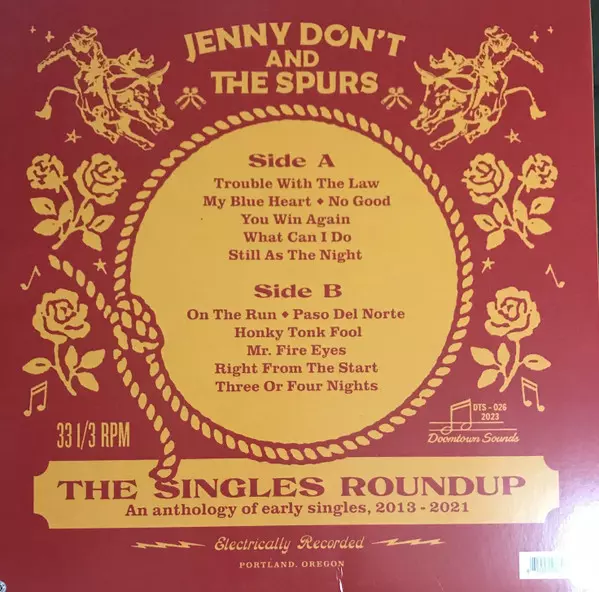 JENNY DON'T
AND
THE SPURS
Side A
Trouble With The Law
My Blue Heart ♦ No Good
You Win Again
What Can I Do
Still As The Night
Side B
On The Run ♦ Paso Del Norte
Honky Tonk Fool
Mr. Fire Eyes
Right From The Start
Three Or Four Nights
33 1/3 RPM
DTS - 026
2023
Doomtown Sounds
THE SINGLES ROUNDUP
An anthology of early singles, 2013 - 2021
Electrically Recorded
PORTLAND, OREGON